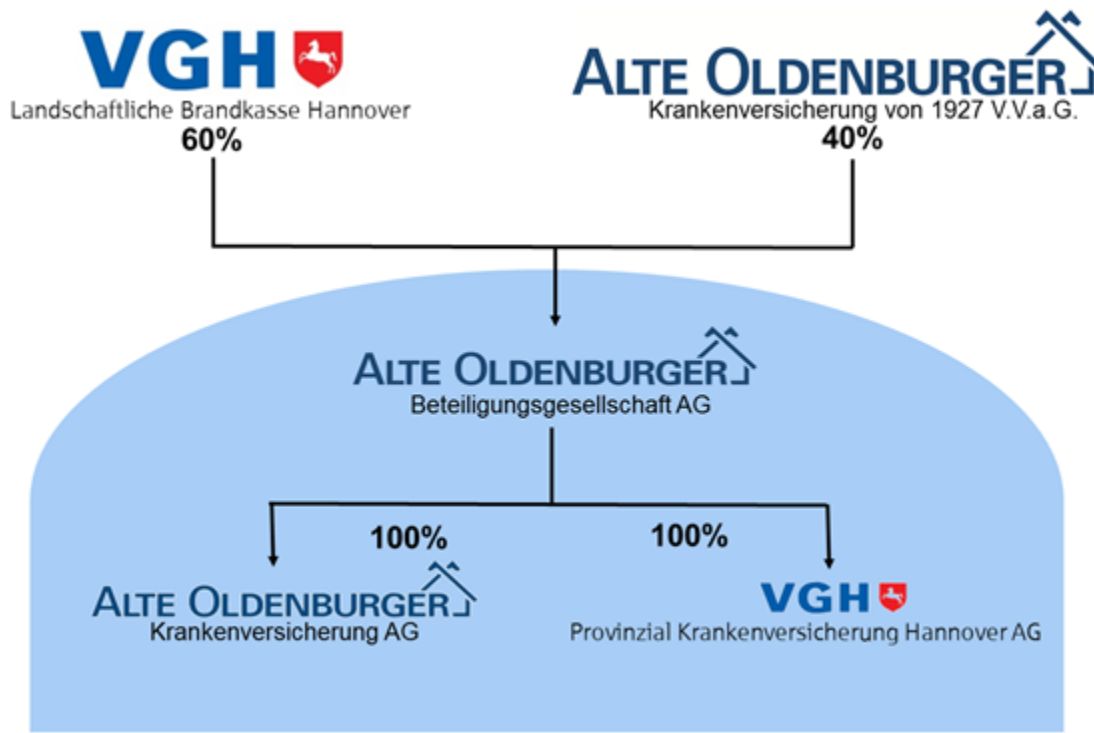 VGH
Landschaftliche Brandkasse Hannover
60%
ALTE OLDENBURGER
Krankenversicherung von 1927 V.V.a.G.
40%
ALTE OLDENBURGER
Beteiligungsgesellschaft AG
100%
100%
ALTE OLDENBURGER
Krankenversicherung AG
VGH
Provinzial Krankenversicherung Hannover AG